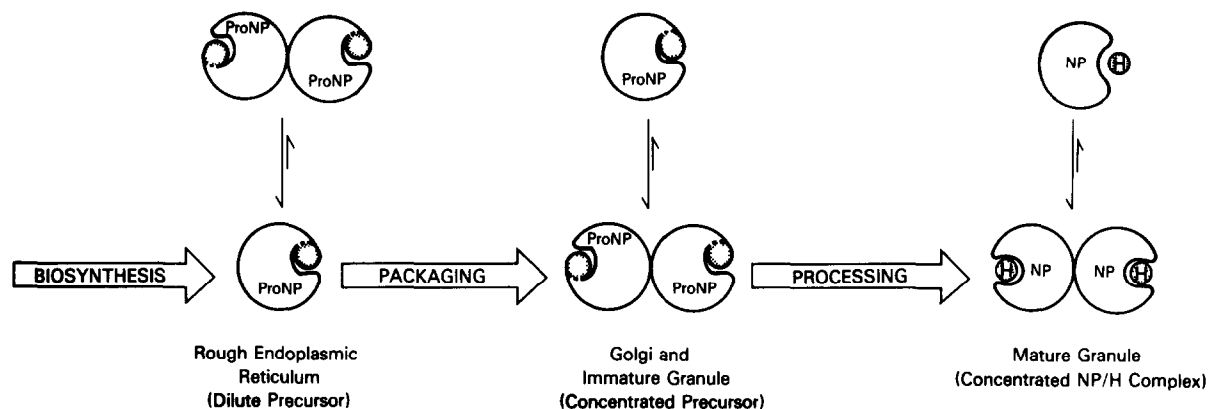 ProNP
ProNP
ProNP
NP
H
BIOSYNTHESIS
ProNP
PACKAGING
ProNP
ProNP
PROCESSING
H
NP
NP
H
Rough Endoplasmic
Reticulum
(Dilute Precursor)
Golgi and
Immature Granule
(Concentrated Precursor)
Mature Granule
(Concentrated NP/H Complex)